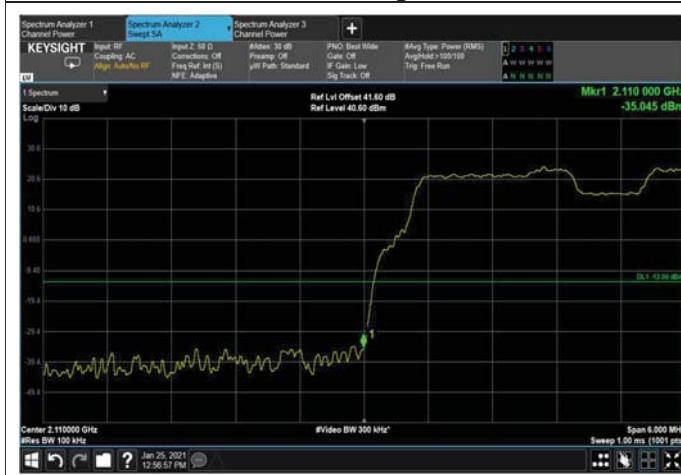 Spectrum Analyzer 1
Channel Power
Spectrum Analyzer 2
Swept SA
Spectrum Analyzer 3
Channel Power
KEYSIGHT
Input: RF
Coupling: AC
Align: Auto/No RF
Input Z: 50 Ω
Corrections: Off
Freq Ref: Int (S)
NFE: Adaptive
#Atten: 30 dB
Preamp: Off
µW Path: Standard
PNO: Best Wide
Gate: Off
IF Gain: Low
Sig Track: Off
#Avg Type: Power (RMS)
Avg|Hold:>100/100
Trig: Free Run
1 2 3 4 5 6
A W W W W W
A N N N N N
1 Spectrum
Scale/Div 10 dB
Log
Ref Lvl Offset 41.60 dB
Ref Level 40.60 dBm
Mkr1 2.110 000 GHz
-35.045 dBm
30.6
20.6
10.6
0.600
-9.40
DL1 -13.00 dBm
-19.4
-29.4
1
-39.4
-49.4
Center 2.11000 GHz
#Res BW 100 kHz
#Video BW 300 kHz*
Span 6.000 MHz
Sweep 1.00 ms (1001 pts)
Jan 25, 2021
12:56:57 PM